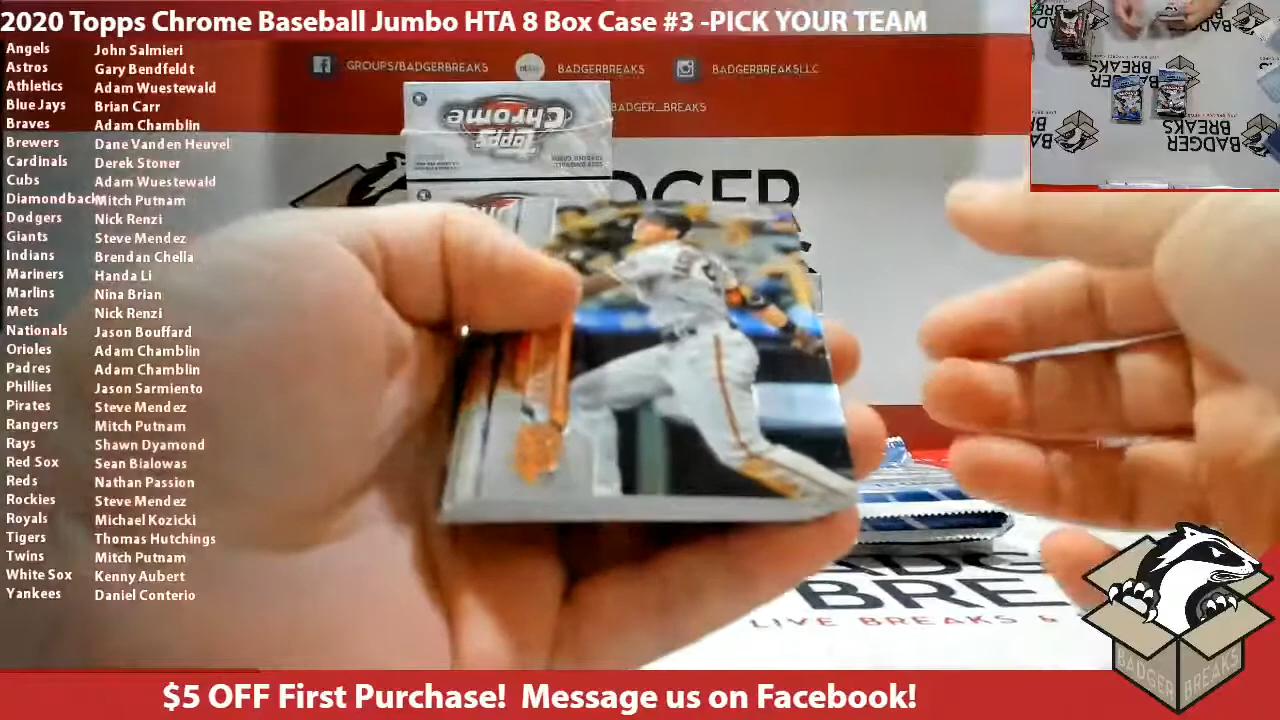 2020 Topps Chrome Baseball Jumbo HTA 8 Box Case #3 -PICK YOUR TEAM
Angels John Salmieri
Astros Gary Bendfeldt
Athletics Adam Wuestewald
Blue Jays Brian Carr
Braves Adam Chamblin
Brewers Dane Vanden Heuvel
Cardinals Derek Stoner
Cubs Adam Wuestewald
Diamondback Mitch Putnam
Dodgers Nick Renzi
Giants Steve Mendez
Indians Brendan Chella
Mariners Handa Li
Marlins Nina Brian
Mets Nick Renzi
Nationals Jason Bouffard
Orioles Adam Chamblin
Padres Adam Chamblin
Phillies Jason Sarmiento
Pirates Steve Mendez
Rangers Mitch Putnam
Rays Shawn Dyamond
Red Sox Sean Bialowas
Reds Nathan Passion
Rockies Steve Mendez
Royals Michael Kozicki
Tigers Thomas Hutchings
Twins Mitch Putnam
White Sox Kenny Aubert
Yankees Daniel Conterio
GROUPS/BADGERBREAKS BADGERBREAKS BADGERBREAKSLLC
BADGER_BREAKS
Topps Chrome
BADGER
BREAKS
BADGER
BREAKS
LIVE BREAKS &
BADGER BREAKS
$5 OFF First Purchase! Message us on Facebook!